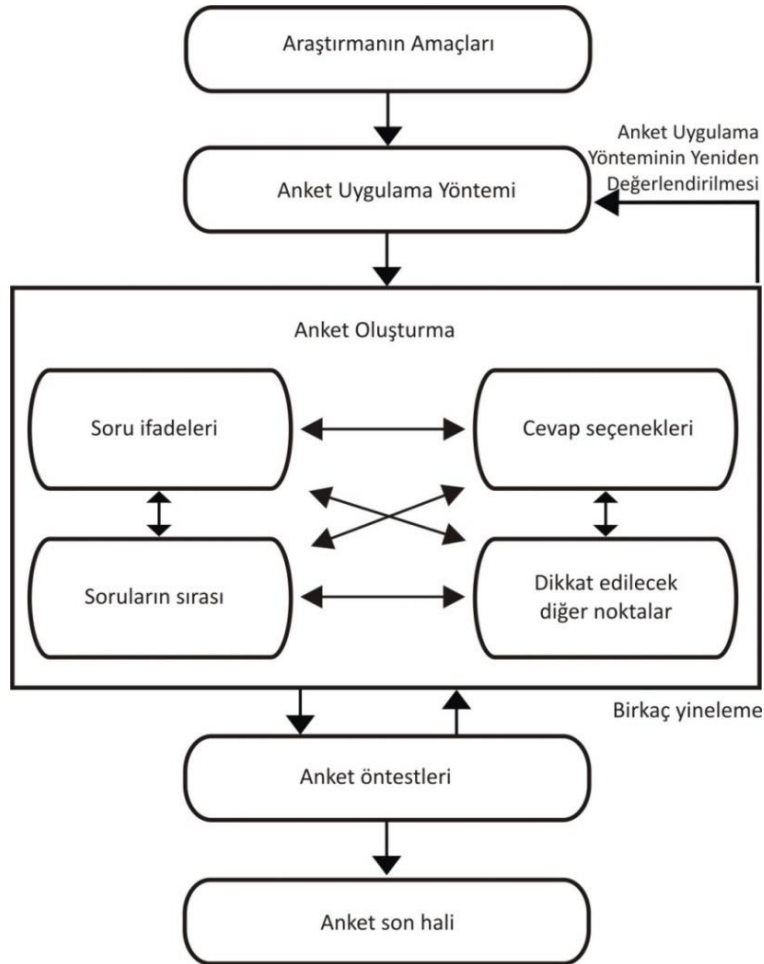 Araştırmanın Amaçları
Anket Uygulama
Yönteminin Yeniden
Değerlendirilmesi
Anket Uygulama Yöntemi
Anket Oluşturma
Soru ifadeleri
Cevap seçenekleri
Soruların sırası
Dikkat edilecek
diğer noktalar
Birkaç yineleme
Anket öntestleri
Anket son hali